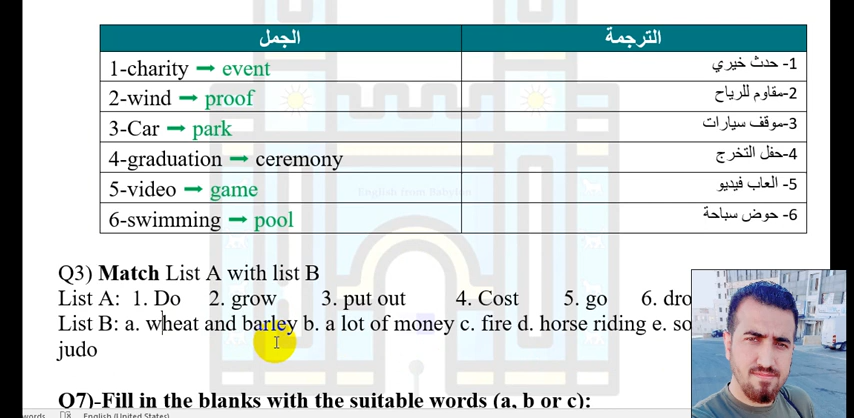 الجمل الترجمة
1-charity → event 1- حدث خيري
2-wind → proof 2-مقاوم للرياح
3-Car → park 3-موقف سيارات
4-graduation → ceremony 4-حفل التخرج
5-video → game 5- العاب فيديو
6-swimming → pool 6- حوض سباحة
English from Babylon
Q3) Match List A with list B
List A: 1. Do 2. grow 3. put out 4. Cost 5. go 6. dro
List B: a. wheat and barley b. a lot of money c. fire d. horse riding e. so
judo
Q7)-Fill in the blanks with the suitable words (a, b or c):
words English (United States)